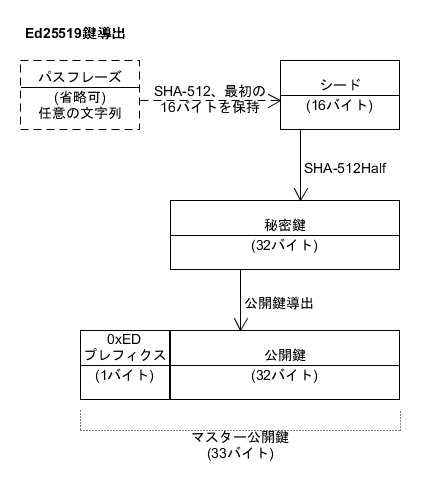 Ed25519鍵導出
パスフレーズ
(省略可)
任意の文字列
SHA-512、最初の
16バイトを保持
シード
(16バイト)
SHA-512Half
秘密鍵
(32バイト)
公開鍵導出
0xED
プレフィクス
(1バイト)
公開鍵
(32バイト)
マスター公開鍵
(33バイト)